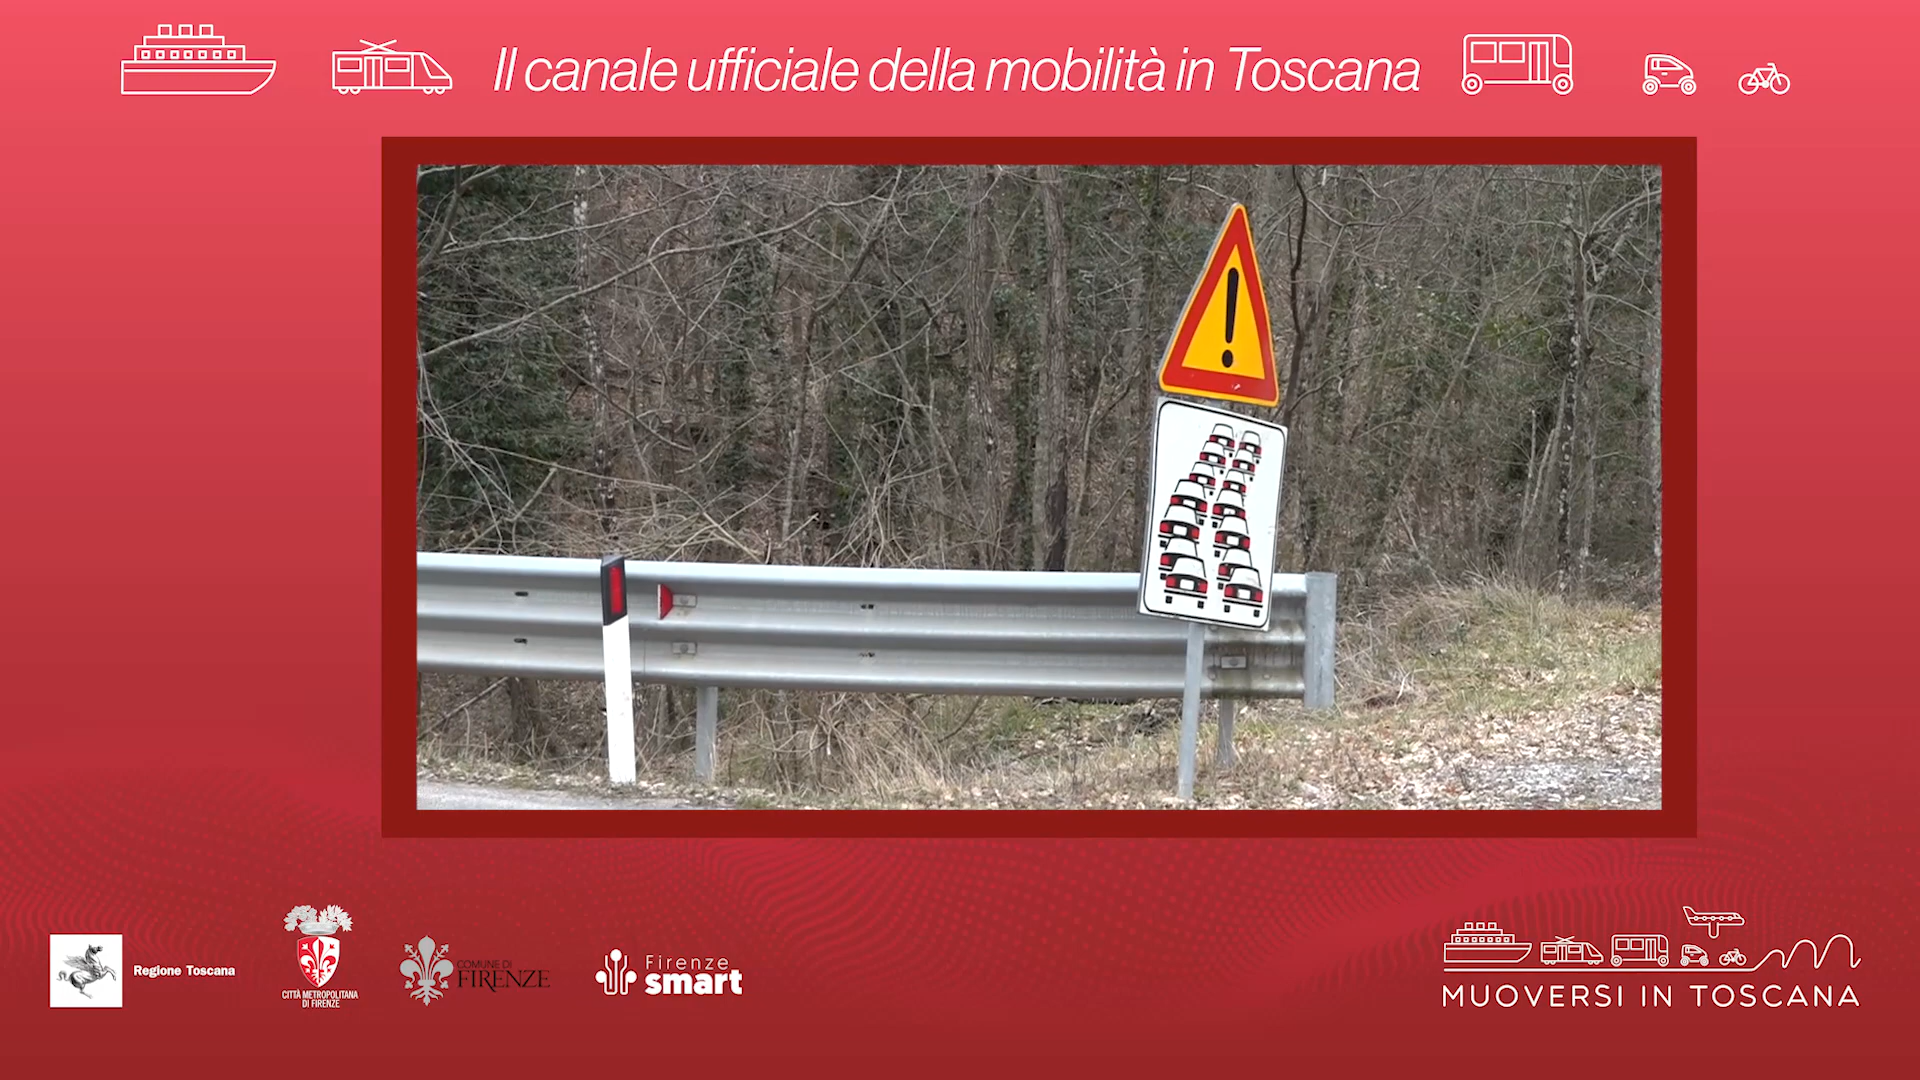 Il canale ufficiale della mobilità in Toscana
Regione Toscana
CITTÀ METROPOLITANA
DI FIRENZE
COMUNE DI
FIRENZE
Firenze
smart
MUOVERSI IN TOSCANA